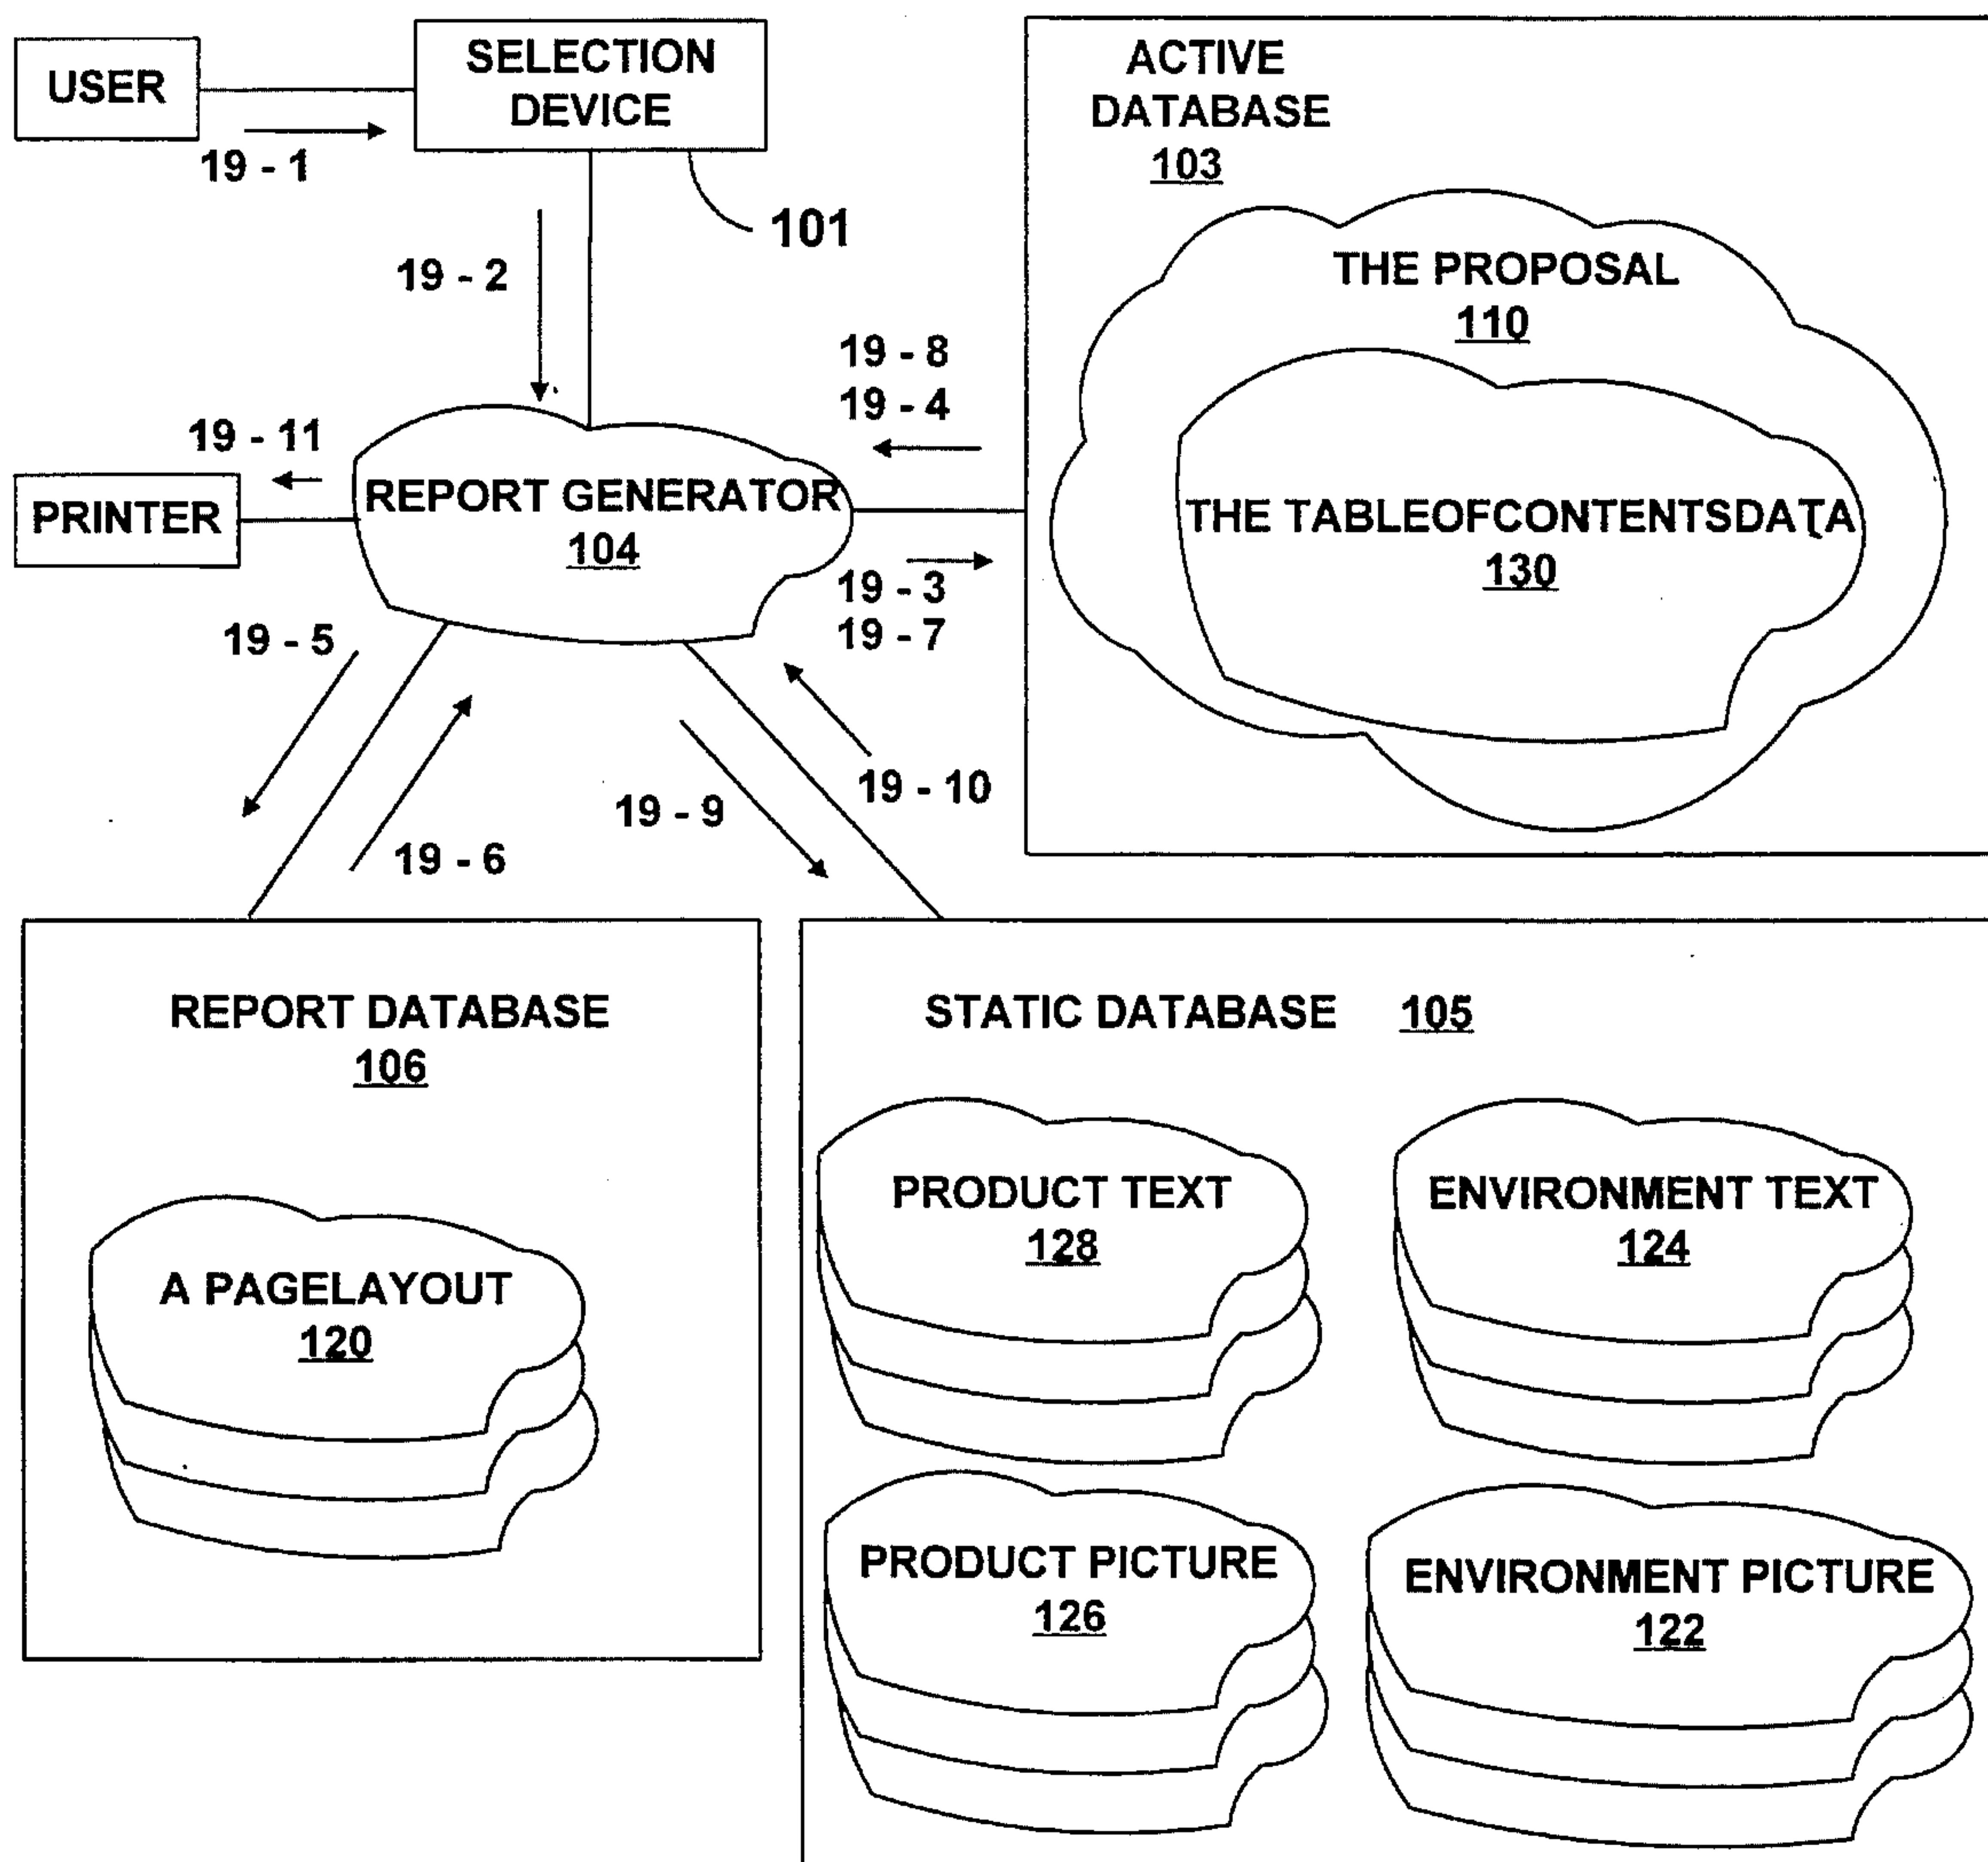 USER
SELECTION
DEVICE
19 - 1
101
19 - 2
ACTIVE
DATABASE
103
THE PROPOSAL
110
THE TABLEOFCONTENTSDATA
130
19 - 8
19 - 4
19 - 11
PRINTER
REPORT GENERATOR
104
19 - 3
19 - 7
19 - 5
19 - 6
19 - 9
19 - 10
REPORT DATABASE
106
A PAGELAYOUT
120
STATIC DATABASE 105
PRODUCT TEXT
128
ENVIRONMENT TEXT
124
PRODUCT PICTURE
126
ENVIRONMENT PICTURE
122